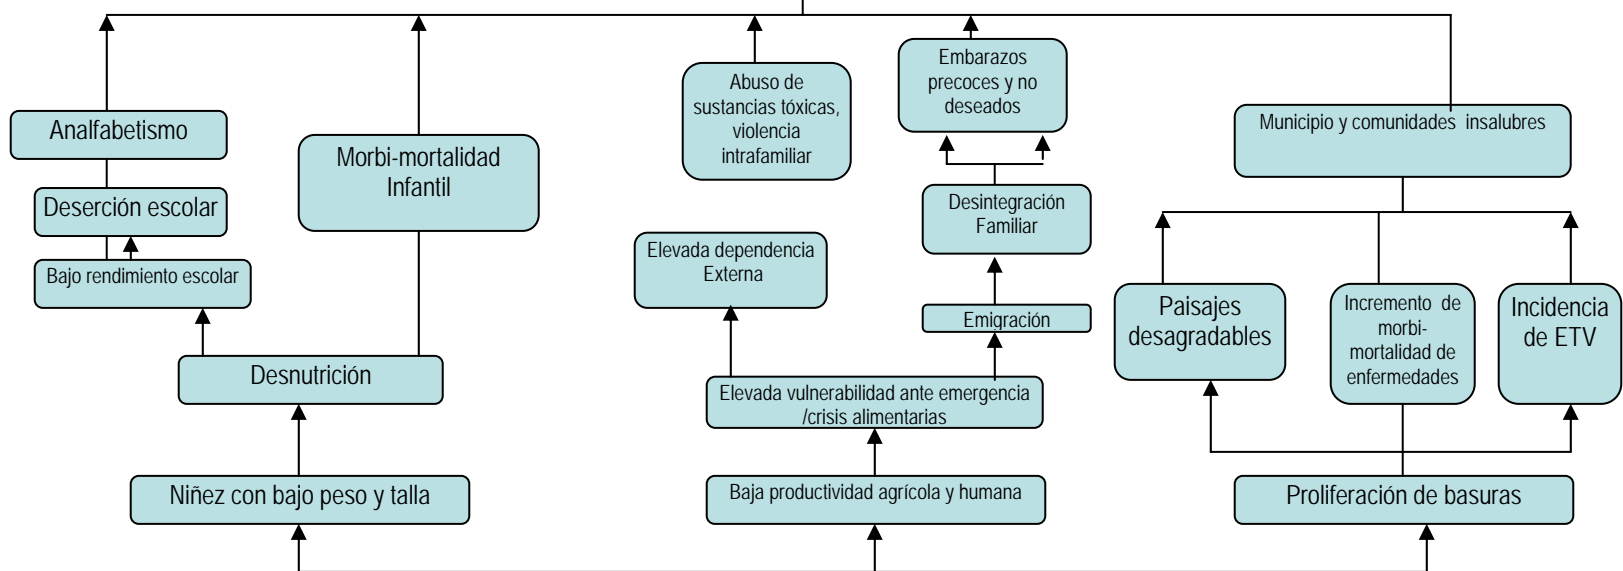 Analfabetismo
Deserción escolar
Bajo rendimiento escolar
Morbi-mortalidad
Infantil
Desnutrición
Niñez con bajo peso y talla
Abuso de
sustancias tóxicas,
violencia
intrafamiliar
Embarazos
precoces y no
deseados
Desintegración
Familiar
Elevada dependencia
Externa
Emigración
Elevada vulnerabilidad ante emergencia
/crisis alimentarias
Baja productividad agrícola y humana
Municipio y comunidades insalubres
Paisajes
desagradables
Incremento de
morbi-
mortalidad de
enfermedades
Incidencia
de ETV
Proliferación de basuras